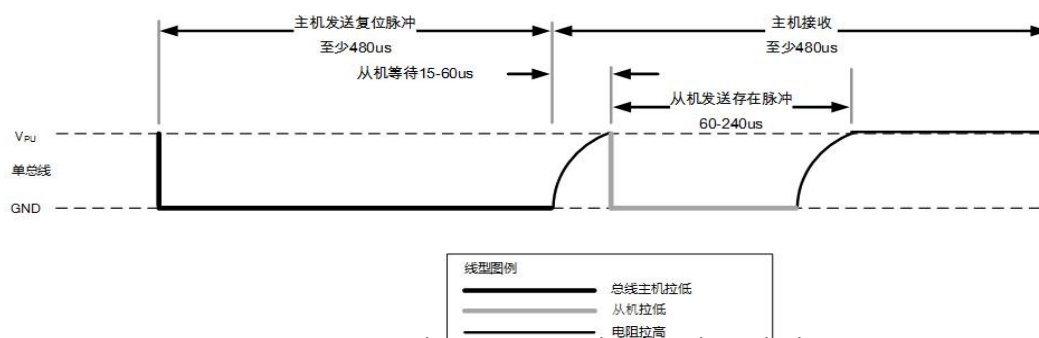 主机发送复位脉冲
至少480us
主机接收
至少480us
从机等待15-60us
从机发送存在脉冲
60-240us
VPU
单总线
GND
线型图例
总线主机拉低
从机拉低
电阻拉高